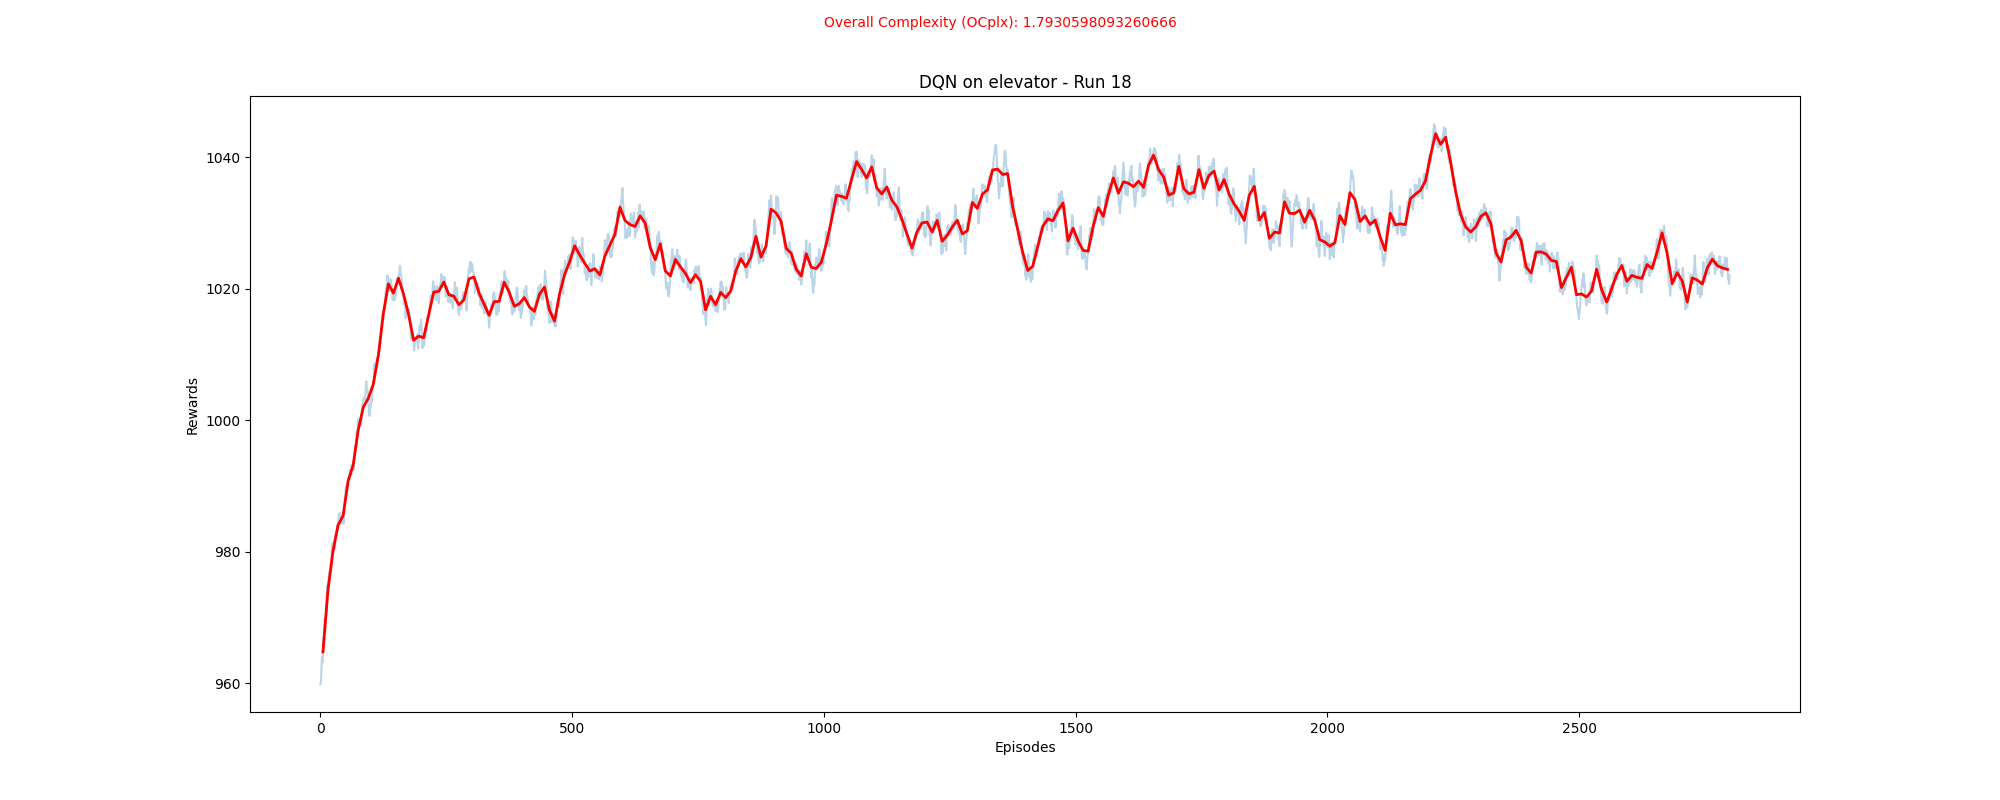 Overall Complexity (OCplx): 1.7930598093260666
DQN on elevator - Run 18
Rewards
1040
1020
1000
980
960
0 500 1000 1500 2000 2500
Episodes